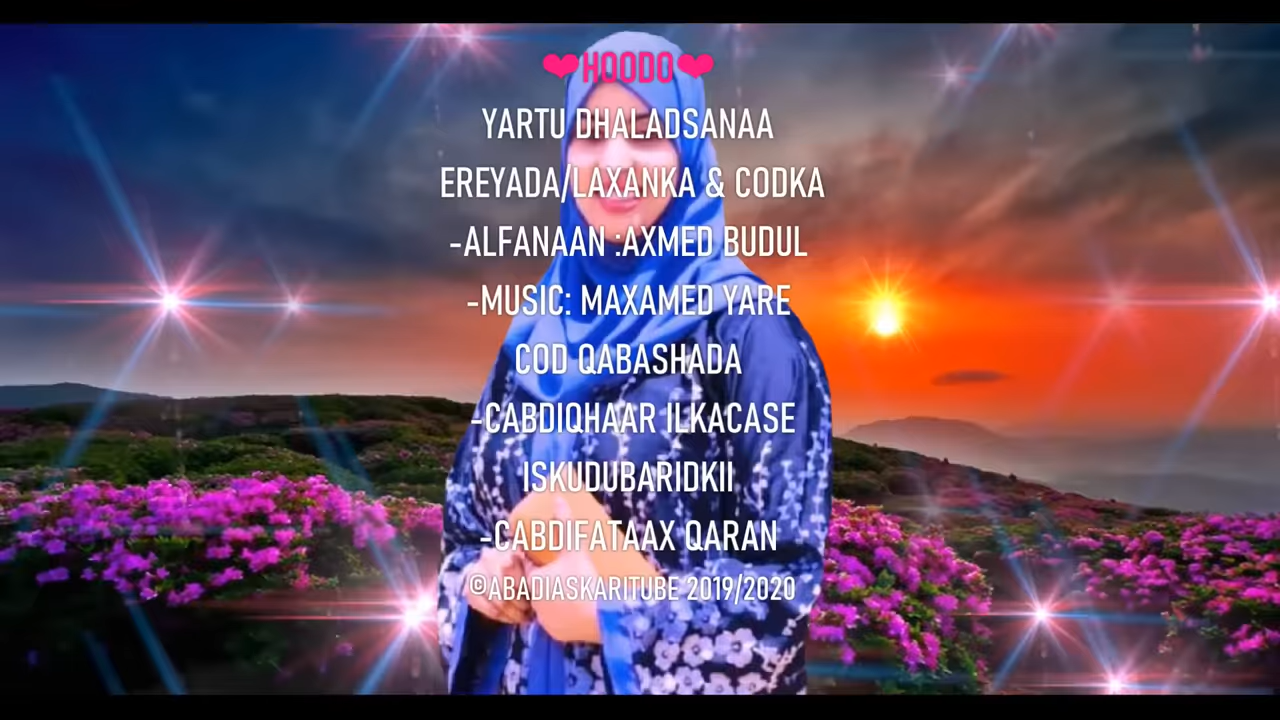 ❤HOODO❤
YARTU DHALADSANAA
EREYADA/LAXANKA & CODKA
-ALFANAAN :AXMED BUDUL
-MUSIC: MAXAMED YARE
COD QABASHADA
-CABDIQHAAR ILKACASE
ISKUDUBARIDKII
-CABDIFATAAX QARAN
©ABADIASKARITUBE 2019/2020